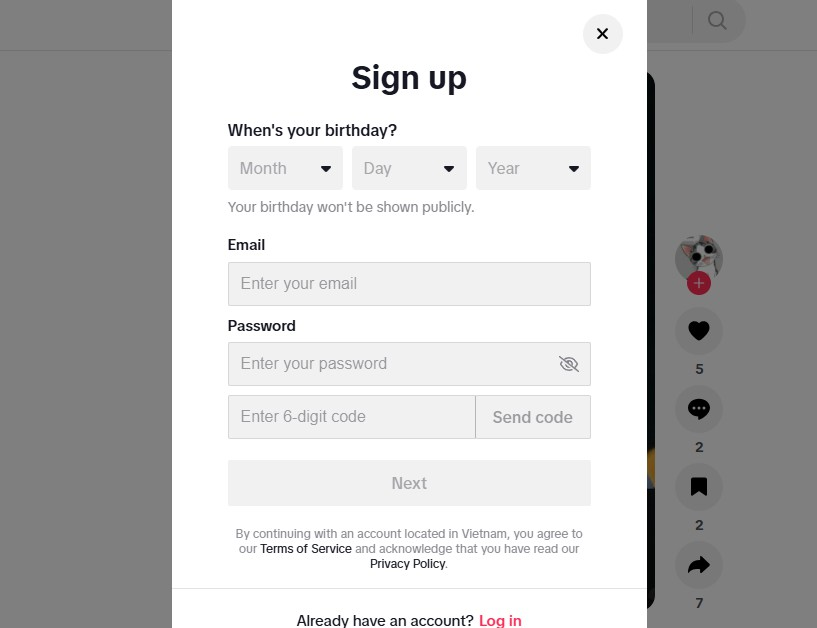 Sign up
When's your birthday?
Month Day Year
Your birthday won't be shown publicly.
Email
Enter your email
Password
Enter your password
Enter 6-digit code Send code
Next
By continuing with an account located in Vietnam, you agree to
our Terms of Service and acknowledge that you have read our
Privacy Policy.
Already have an account? Log in
5
2
2
7